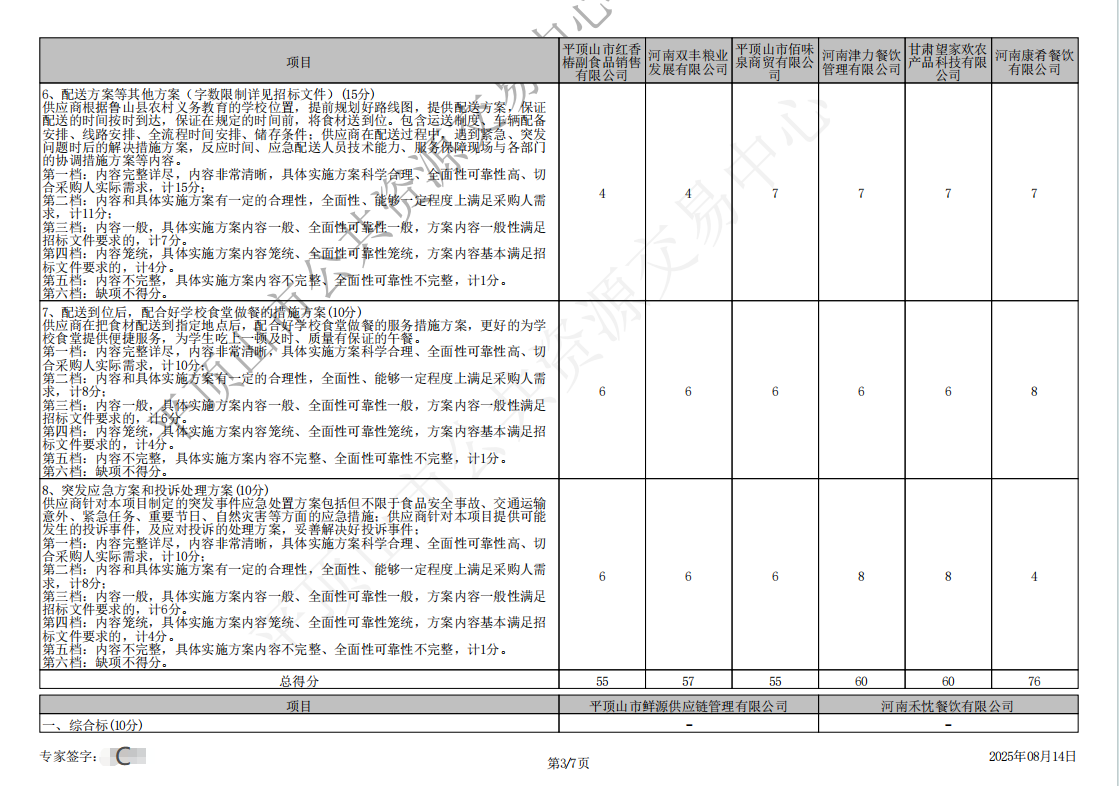 项目
平顶山市红香椿副食品销售有限公司
河南双丰粮业发展有限公司
平顶山市佰味泉商贸有限公司
河南津力餐饮管理有限公司
甘肃望家欢农产品科技有限公司
河南康肴餐饮有限公司
6、配送方案等其他方案（字数限制详见招标文件）(15分)
供应商根据鲁山县农村义务教育的学校位置，提前规划好路线图，提供配送方案，保证
配送的时间按时到达，保证在规定的时间前，将食材送到位。包含运送制度、车辆配备
安排、线路安排、全流程时间安排、储存条件；供应商在配送过程中，遇到紧急、突发
问题时后的解决措施方案，反应时间、应急配送人员技术能力、服务保障现场与各部门
的协调措施方案等内容。
第一档：内容完整详尽，内容非常清晰，具体实施方案科学合理、全面性可靠性高、切
合采购人实际需求，计15分；
第二档：内容和具体实施方案有一定的合理性，全面性、能够一定程度上满足采购人需
求，计11分；
第三档：内容一般，具体实施方案内容一般、全面性可靠性一般，方案内容一般性满足
招标文件要求的，计7分。
第四档：内容笼统，具体实施方案内容笼统、全面性可靠性笼统，方案内容基本满足招
标文件要求的，计4分。
第五档：内容不完整，具体实施方案内容不完整、全面性可靠性不完整，计1分。
第六档：缺项不得分。
4 4 7 7 7 7
7、配送到位后，配合好学校食堂做餐的措施方案(10分)
供应商在把食材配送到指定地点后，配合好学校食堂做餐的服务措施方案，更好的为学
校食堂提供便捷服务，为学生吃上一顿及时、质量有保证的午餐。
第一档：内容完整详尽，内容非常清晰，具体实施方案科学合理、全面性可靠性高、切
合采购人实际需求，计10分；
第二档：内容和具体实施方案有一定的合理性，全面性、能够一定程度上满足采购人需
求，计8分；
第三档：内容一般，具体实施方案内容一般、全面性可靠性一般，方案内容一般性满足
招标文件要求的，计6分。
第四档：内容笼统，具体实施方案内容笼统、全面性可靠性笼统，方案内容基本满足招
标文件要求的，计4分。
第五档：内容不完整，具体实施方案内容不完整、全面性可靠性不完整，计1分。
第六档：缺项不得分。
6 6 6 6 6 8
8、突发应急方案和投诉处理方案(10分)
供应商针对本项目制定的突发事件应急处置方案包括但不限于食品安全事故、交通运输
意外、紧急任务、重要节日、自然灾害等方面的应急措施；供应商针对本项目提供可能
发生的投诉事件，及应对投诉的处理方案，妥善解决好投诉事件；
第一档：内容完整详尽，内容非常清晰，具体实施方案科学合理、全面性可靠性高、切
合采购人实际需求，计10分；
第二档：内容和具体实施方案有一定的合理性，全面性、能够一定程度上满足采购人需
求，计8分；
第三档：内容一般，具体实施方案内容一般、全面性可靠性一般，方案内容一般性满足
招标文件要求的，计6分。
第四档：内容笼统，具体实施方案内容笼统、全面性可靠性笼统，方案内容基本满足招
标文件要求的，计4分。
第五档：内容不完整，具体实施方案内容不完整、全面性可靠性不完整，计1分。
第六档：缺项不得分。
6 6 6 8 8 4
总得分 55 57 55 60 60 76
项目 平顶山市鲜源供应链管理有限公司 河南禾忱餐饮有限公司
一、综合标(10分) - -
专家签字： C
第3/7页
2025年08月14日
平顶山市公共资源交易中心
平顶山市公共资源交易中心